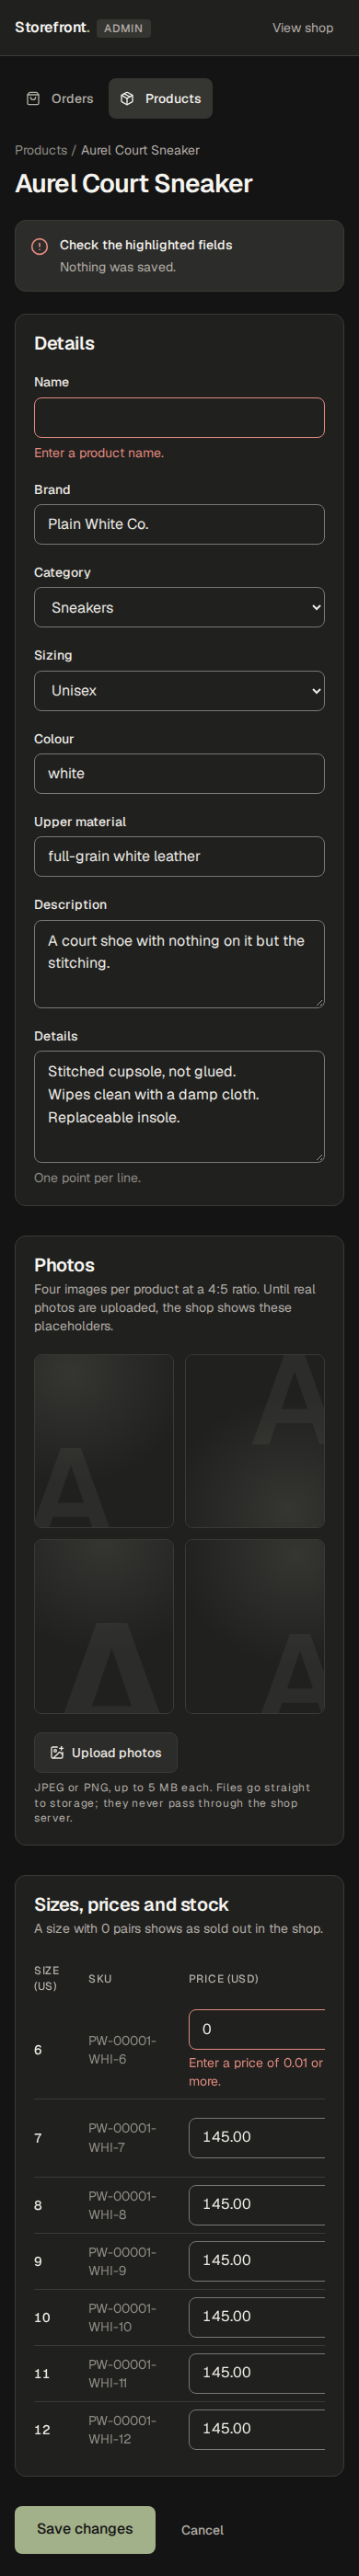 Storefront. ADMIN View shop
Orders Products
Products / Aurel Court Sneaker
Aurel Court Sneaker
Check the highlighted fields
Nothing was saved.
Details
Name
Enter a product name.
Brand
Plain White Co.
Category
Sneakers
Sizing
Unisex
Colour
white
Upper material
full-grain white leather
Description
A court shoe with nothing on it but the
stitching.
Details
Stitched cupsole, not glued.
Wipes clean with a damp cloth.
Replaceable insole.
One point per line.
Photos
Four images per product at a 4:5 ratio. Until real
photos are uploaded, the shop shows these
placeholders.
A
A
A
A
Upload photos
JPEG or PNG, up to 5 MB each. Files go straight
to storage; they never pass through the shop
server.
Sizes, prices and stock
A size with 0 pairs shows as sold out in the shop.
SIZE
(US)
SKU
PRICE (USD)
6
PW-00001-
WHI-6
0
Enter a price of 0.01 or
more.
7
PW-00001-
WHI-7
145.00
8
PW-00001-
WHI-8
145.00
9
PW-00001-
WHI-9
145.00
10
PW-00001-
WHI-10
145.00
11
PW-00001-
WHI-11
145.00
12
PW-00001-
WHI-12
145.00
Save changes Cancel